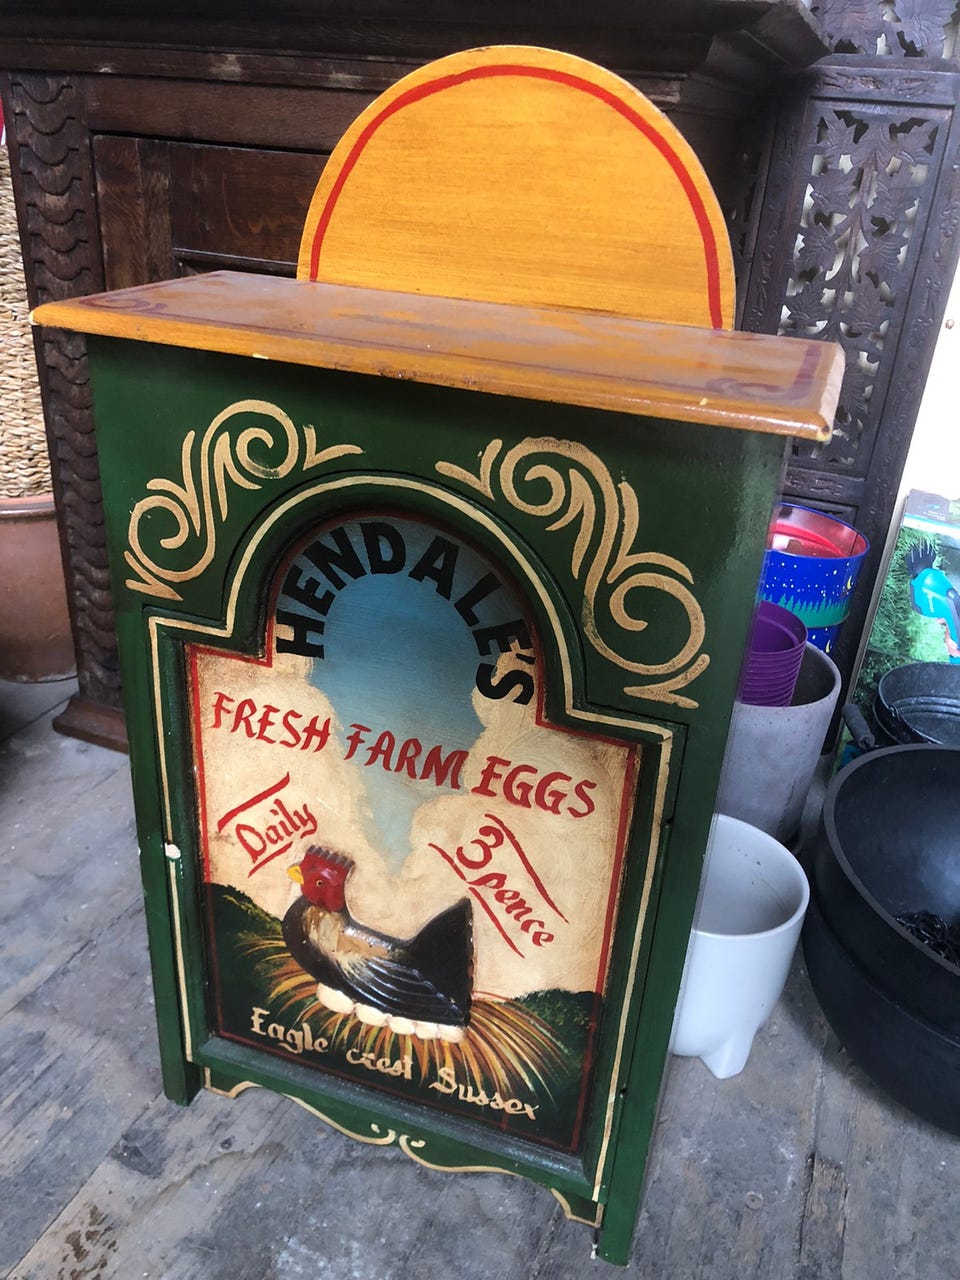 HENDALE'S
FRESH FARM EGGS
Daily
3 pence
Eagle crest Sussex